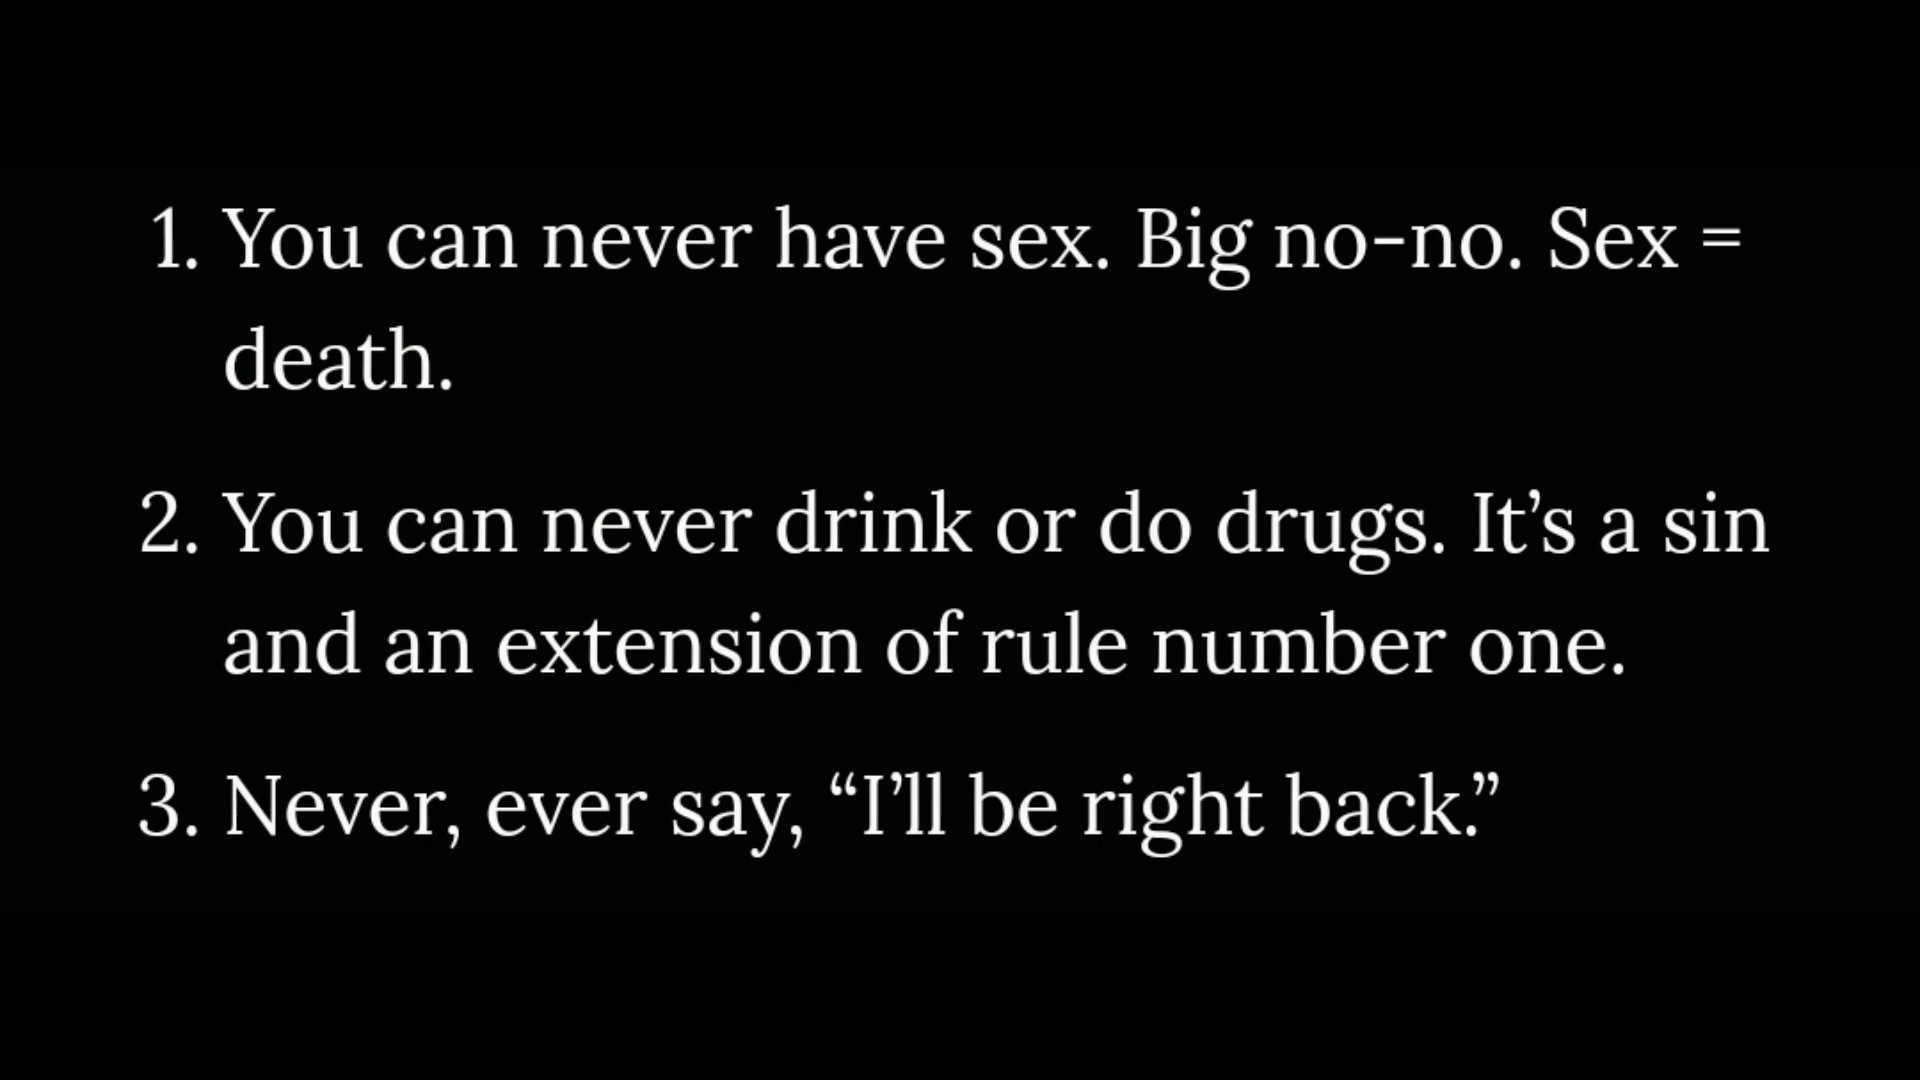 1. You can never have sex. Big no-no. Sex =
death.
2. You can never drink or do drugs. It’s a sin
and an extension of rule number one.
3. Never, ever say, “I’ll be right back.”